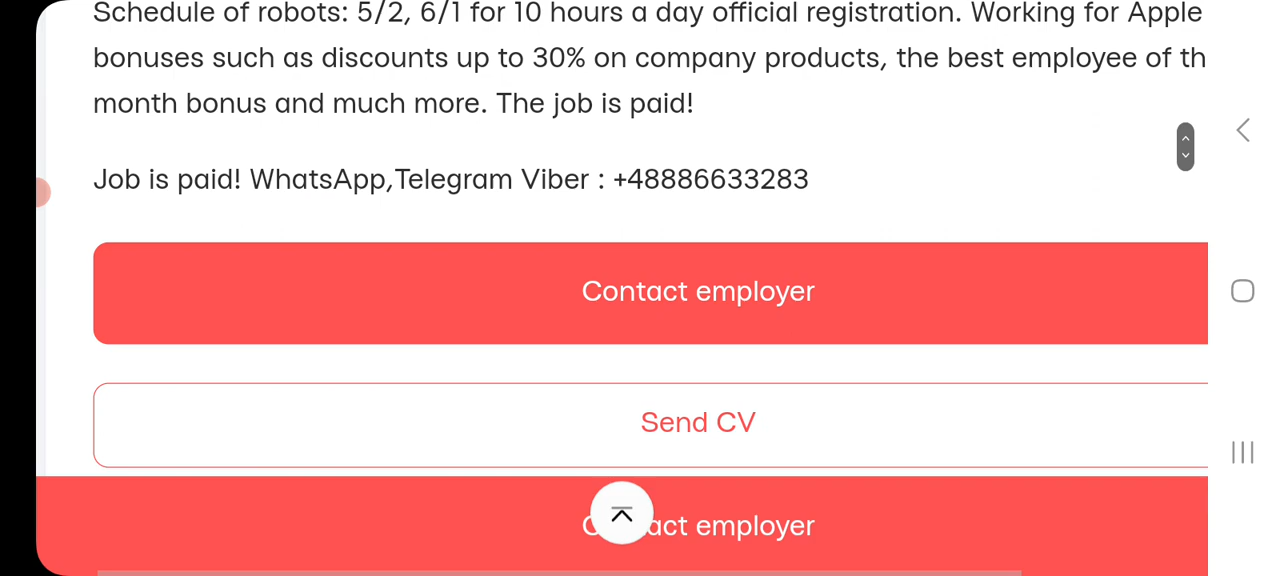 Schedule of robots: 5/2, 6/1 for 10 hours a day official registration. Working for Apple
bonuses such as discounts up to 30% on company products, the best employee of th
month bonus and much more. The job is paid!
Job is paid! WhatsApp,Telegram Viber : +48886633283
Contact employer
Send CV
employer